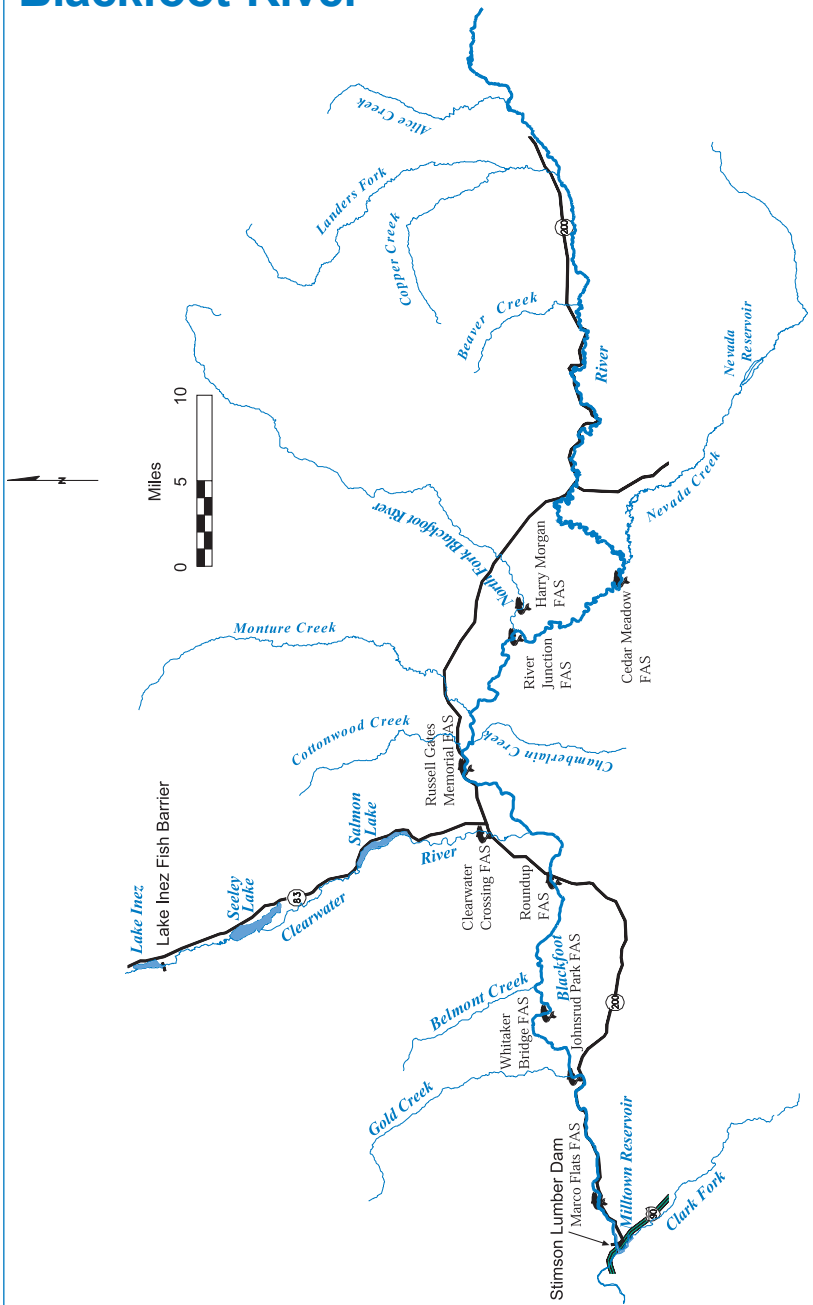 Blackfoot River
Alice Creek
Landers Fork
Copper Creek
Beaver Creek
200
River
Nevada
Reservoir
Nevada Creek
N
Miles
0 5 10
North Fork Blackfoot River
Harry Morgan
FAS
River
Junction
FAS
Cedar Meadow
FAS
Monture Creek
Cottonwood Creek
Chamberlain Creek
Russell Gates
Memorial FAS
Lake Inez
Lake Inez Fish Barrier
Seeley
Lake
83
Clearwater
River
Salmon
Lake
Clearwater
Crossing FAS
Roundup
FAS
Blackfoot
Belmont Creek
Whitaker
Bridge FAS
Johnsrud Park FAS
200
Gold Creek
Stimson Lumber Dam
Marco Flats FAS
Milltown Reservoir
90
Clark Fork